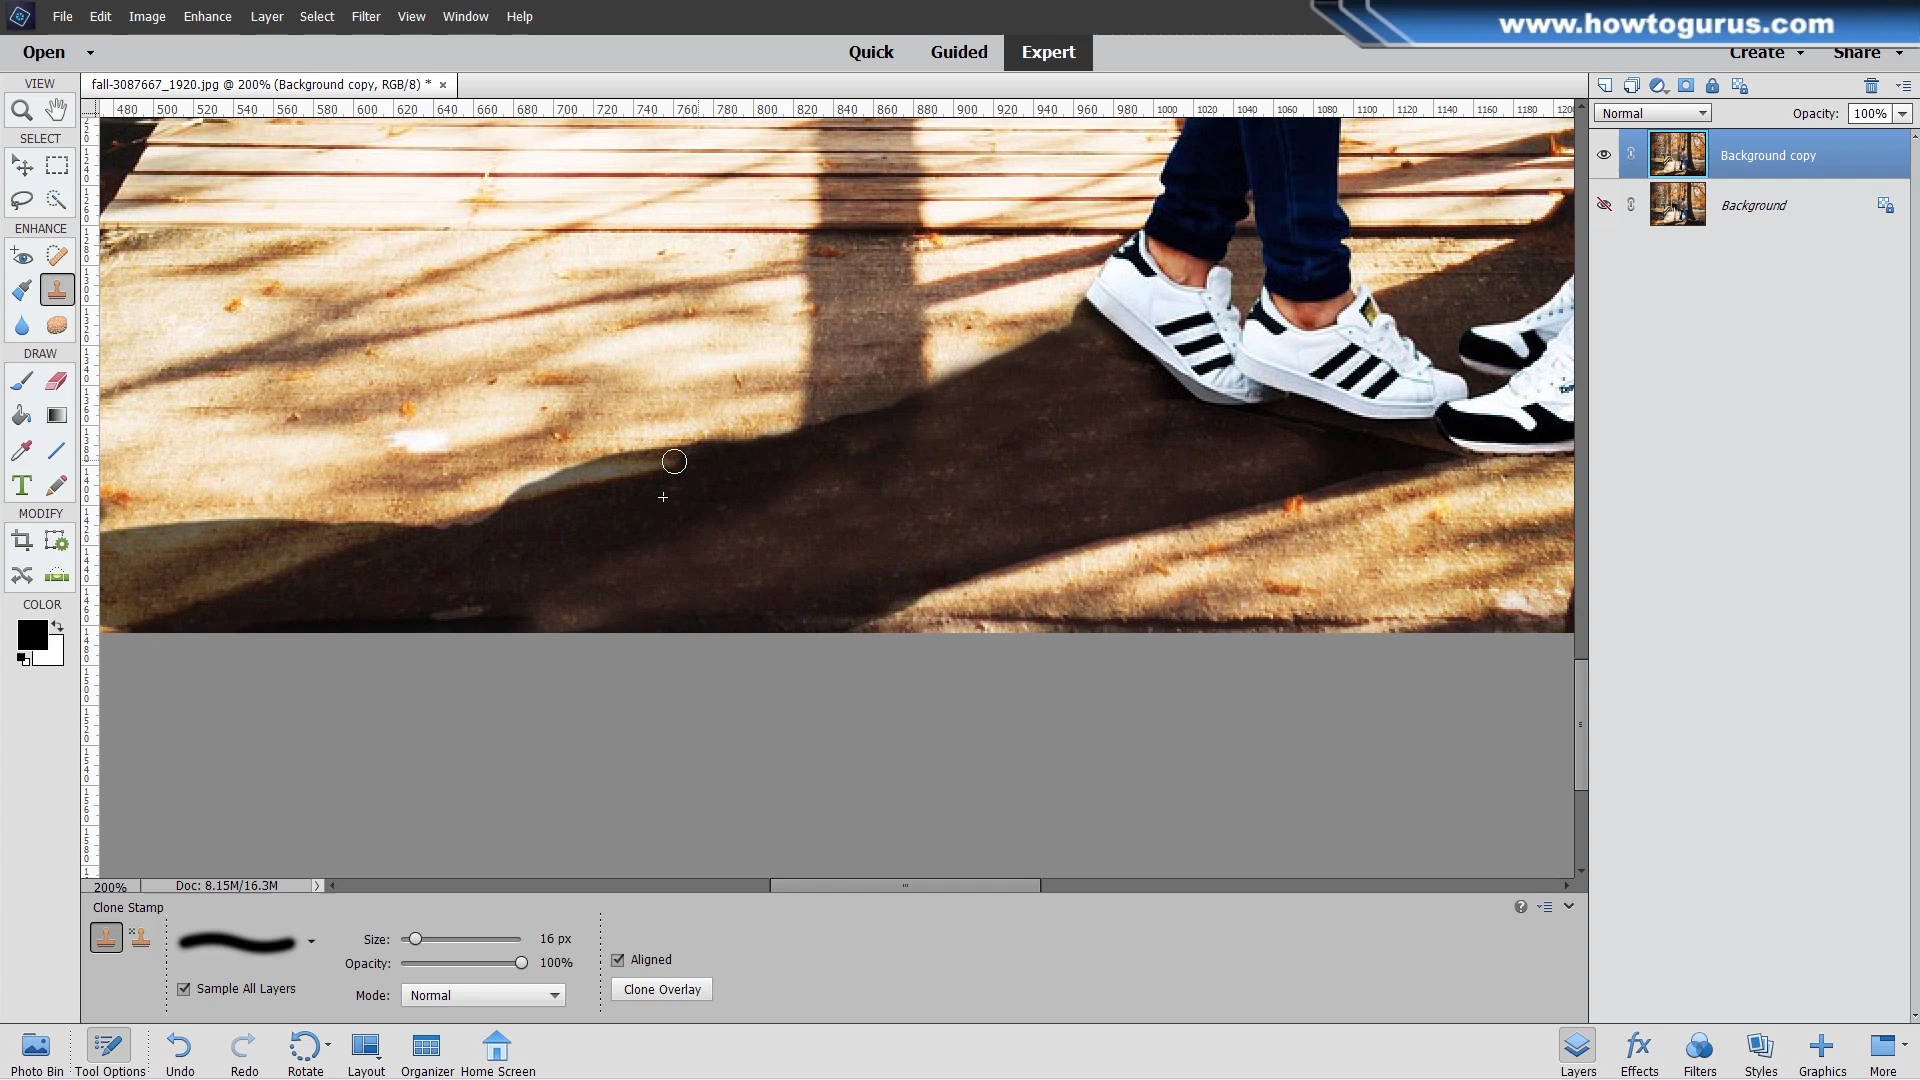 File Edit Image Enhance Layer Select Filter View Window Help
www.howtogurus.com
Open Quick Guided Expert Create Share
VIEW
fall-3087667_1920.jpg @ 200% (Background copy, RGB/8) * ×
480 500 520 540 560 580 600 620 640 660 680 700 720 740 760 780 800 820 840 860 880 900 920 940 960 980 1000 1020 1040 1060 1080 1100 1120 1140 1160 1180
Normal Opacity: 100%
SELECT
Background copy
Background
ENHANCE
DRAW
MODIFY
COLOR
200% Doc: 8.15M/16.3M
Clone Stamp
Size: 16 px
Opacity: 100%
Aligned
Sample All Layers
Mode: Normal
Clone Overlay
Photo Bin Tool Options Undo Redo Rotate Layout Organizer Home Screen Layers Effects Filters Styles Graphics More